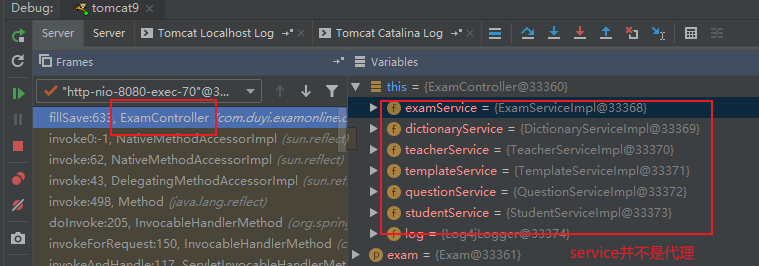 Debug: tomcat9
Server Server Tomcat Localhost Log Tomcat Catalina Log
Frames Variables
"http-nio-8080-exec-70"@3...
fillSave:633, ExamController (com.duyi.examonline.c
invoke0:-1, NativeMethodAccessorImpl (sun.reflect)
invoke:62, NativeMethodAccessorImpl (sun.reflect)
invoke:43, DelegatingMethodAccessorImpl (sun.refl
invoke:498, Method (java.lang.reflect)
doInvoke:205, InvocableHandlerMethod (org.spring
invokeForRequest:150, InvocableHandlerMethod (o
invokeAndHandle:117, ServletInvocableHandlerMet
this = {ExamController@33360}
examService = {ExamServiceImpl@33368}
dictionaryService = {DictionaryServiceImpl@33369}
teacherService = {TeacherServiceImpl@33370}
templateService = {TemplateServiceImpl@33371}
questionService = {QuestionServiceImpl@33372}
studentService = {StudentServiceImpl@33373}
log = {Log4jLogger@33374}
exam = {Exam@33361}
service并不是代理